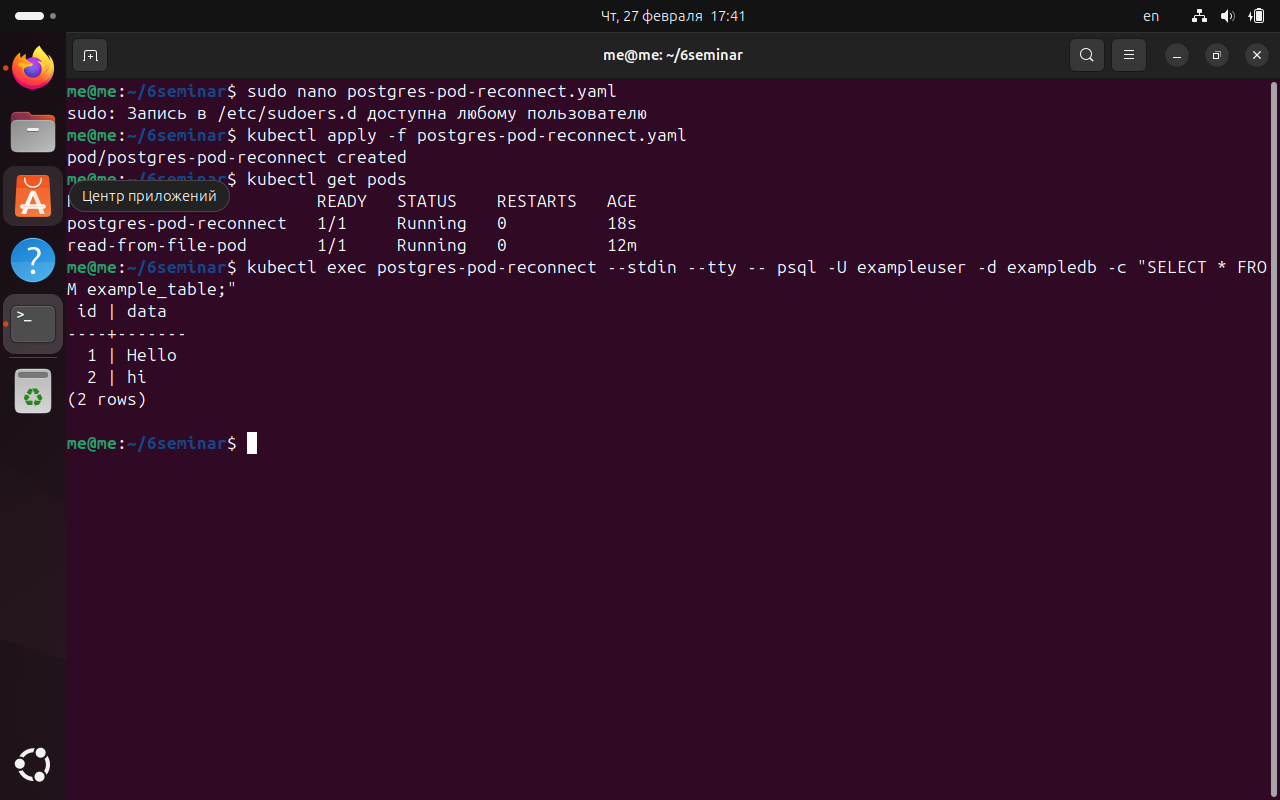 Чт, 27 февраля 17:41
en
me@me: ~/6seminar
me@me:~/6seminar$ sudo nano postgres-pod-reconnect.yaml
sudo: Запись в /etc/sudoers.d доступна любому пользователю
me@me:~/6seminar$ kubectl apply -f postgres-pod-reconnect.yaml
pod/postgres-pod-reconnect created
me@me:~/6seminar$ kubectl get pods
Центр приложений
READY STATUS RESTARTS AGE
postgres-pod-reconnect 1/1 Running 0 18s
read-from-file-pod 1/1 Running 0 12m
me@me:~/6seminar$ kubectl exec postgres-pod-reconnect --stdin --tty -- psql -U exampleuser -d exampledb -c "SELECT * FRO
M example_table;"
id | data
----+-------
1 | Hello
2 | hi
(2 rows)
me@me:~/6seminar$